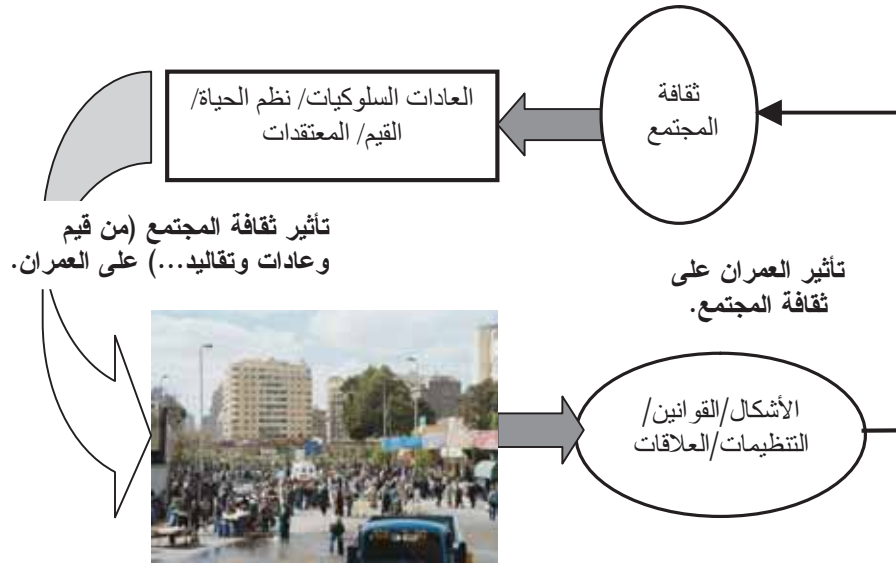 ثقافة
المجتمع
العادات السلوكيات/ نظم الحياة/
القيم/ المعتقدات
تأثير ثقافة المجتمع (من قيم
وعادات وتقاليد...) على العمران.
تأثير العمران على
ثقافة المجتمع.
الأشكال/القوانين/
التنظيمات/العلاقات